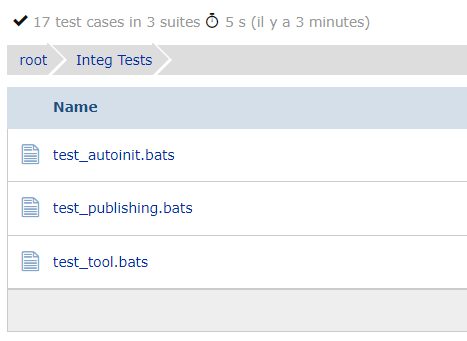 17 test cases in 3 suites 5 s (il y a 3 minutes)
root Integ Tests
Name
test_autoinit.bats
test_publishing.bats
test_tool.bats